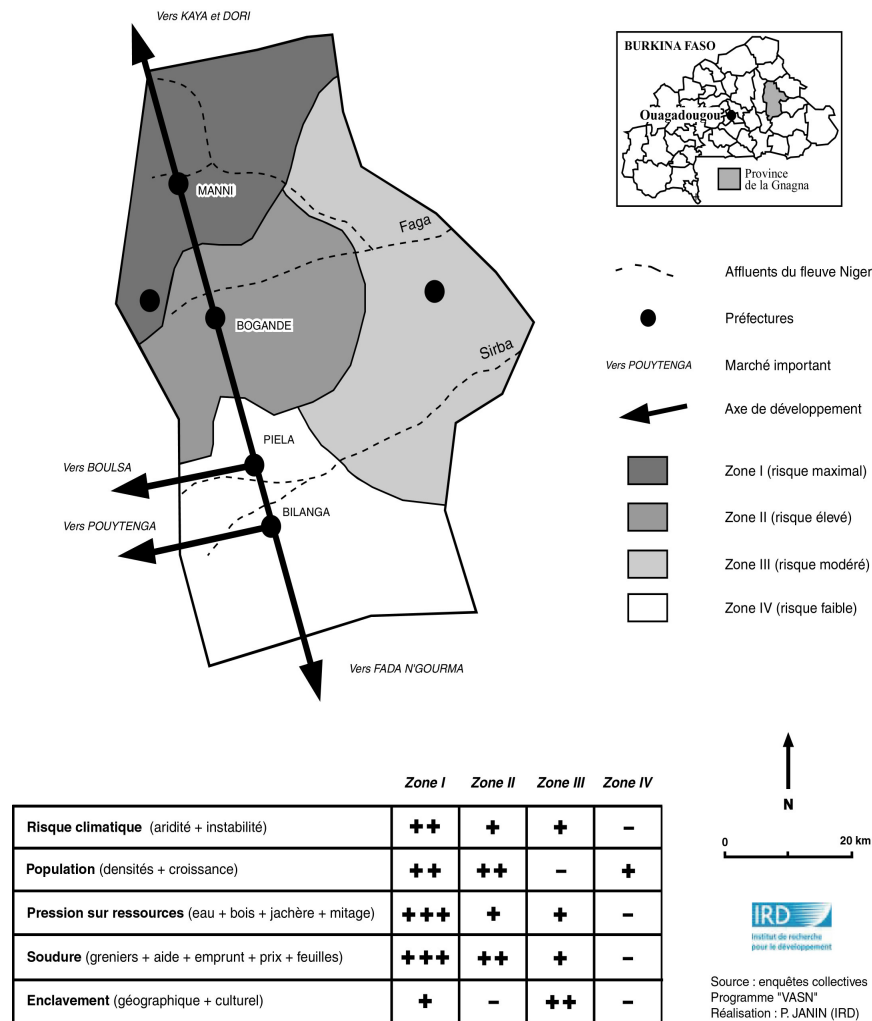 Vers KAYA et DORI
BURKINA FASO
Ouagadougou
Province
de la Gnagna
MANNI
Faga
BOGANDE
Sirba
PIELA
Vers BOULSA
BILANGA
Vers POUYTENGA
Vers FADA N'GOURMA
Affluents du fleuve Niger
Préfectures
Vers POUYTENGA Marché important
Axe de développement
Zone I (risque maximal)
Zone II (risque élevé)
Zone III (risque modéré)
Zone IV (risque faible)
Zone I Zone II Zone III Zone IV
Risque climatique (aridité + instabilité) ++ + + –
Population (densités + croissance) ++ ++ – +
Pression sur ressources (eau + bois + jachère + mitage) +++ + + –
Soudure (greniers + aide + emprunt + prix + feuilles) +++ ++ + –
Enclavement (géographique + culturel) + – ++ –
N
0 20 km
IRD
Institut de recherche
pour le développement
Source : enquêtes collectives
Programme "VASN"
Réalisation : P. JANIN (IRD)